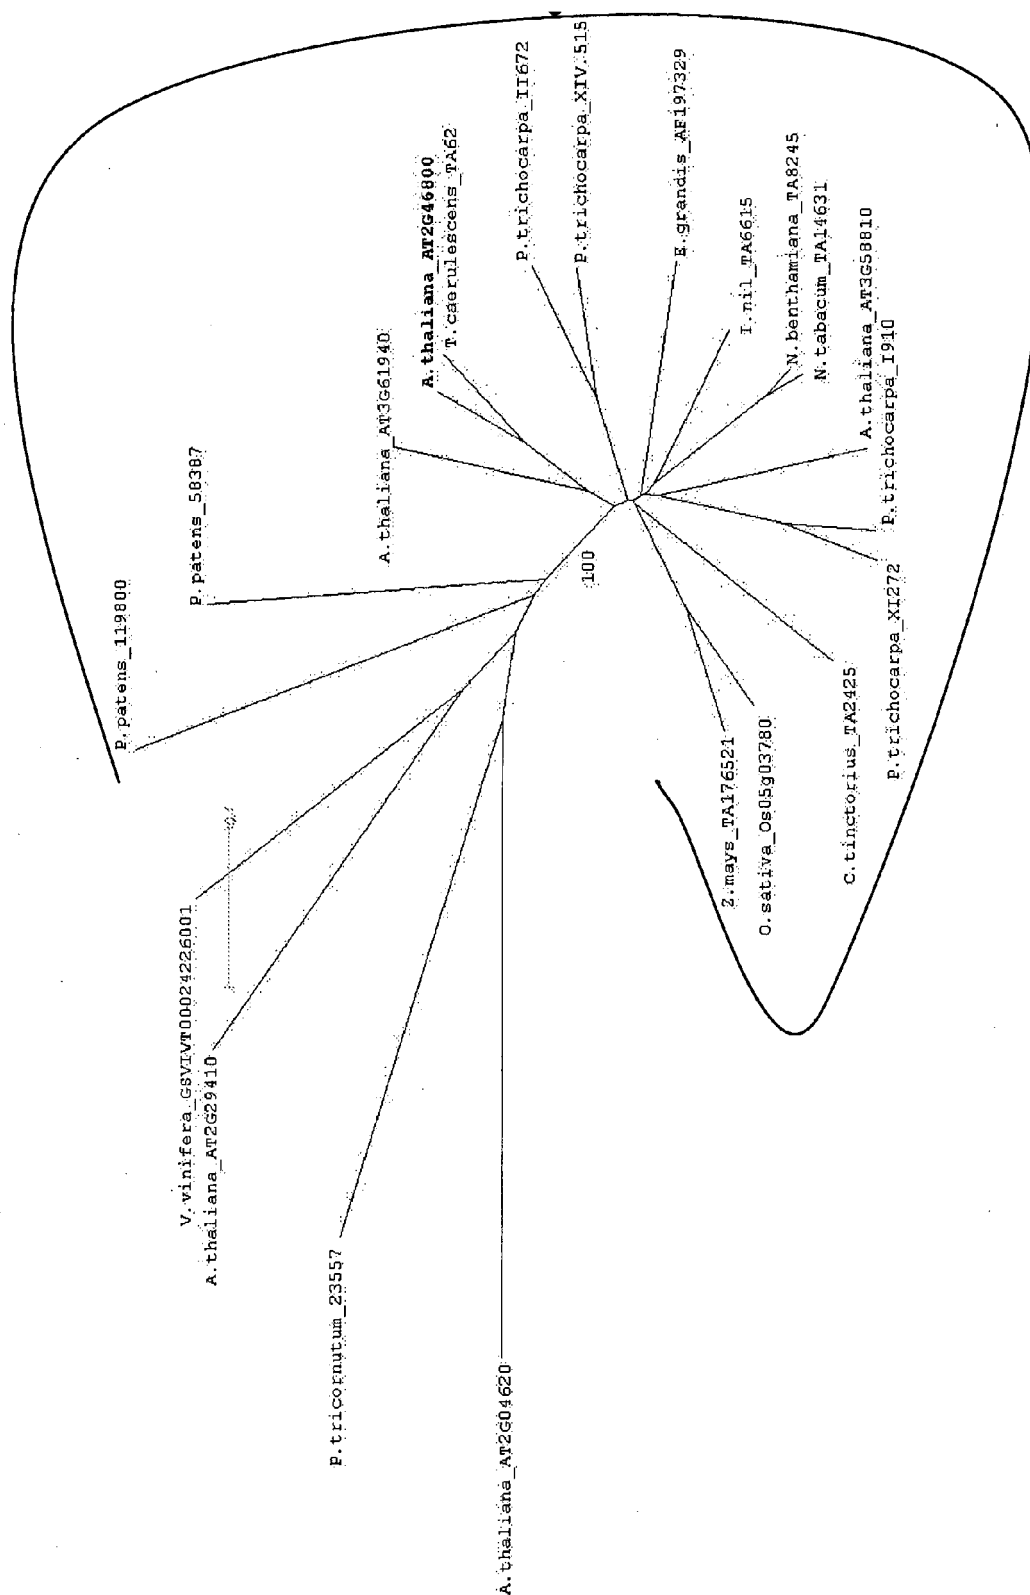 P.patens_119800
P.patens_58387
A.thaliana_AT3G61940
A.thaliana_AT2G46800
T.caerulescens_TA62
P.trichocarpa_II672
P.trichocarpa_XIV.515
E.grandis_AF197329
I.nil_TA6615
N.benthamiana_TA8245
N.tabacum_TA14631
A.thaliana_AT3G58810
P.trichocarpa_I910
P.trichocarpa_XI272
C.tinctorius_TA2425
O.sativa_Os05g03780
Z.mays_TA176521
100
V.vinifera_GSVIVT00024226001
A.thaliana_AT2G29410
P.tricornutum_23557
A.thaliana_AT2G04620